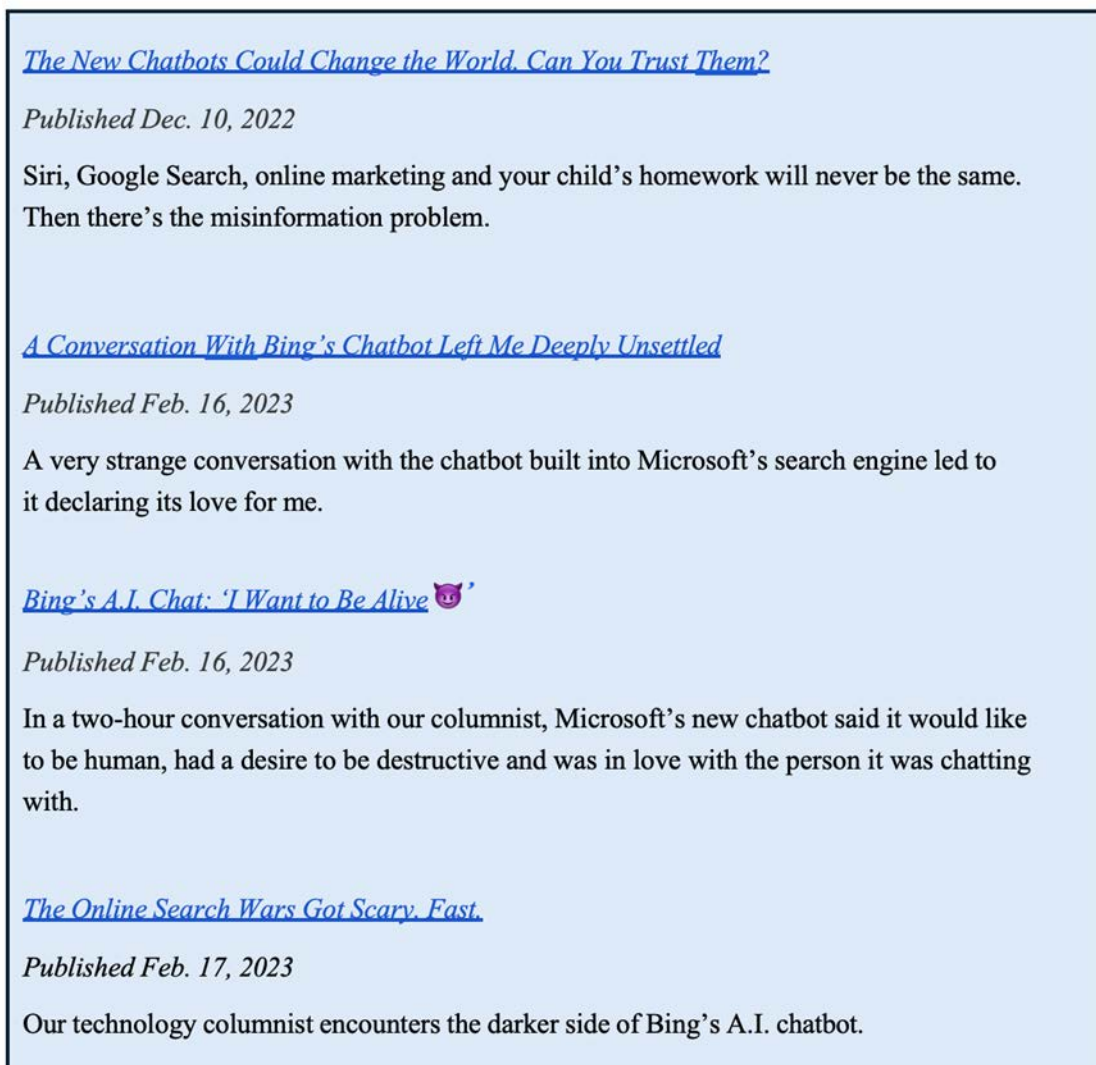 The New Chatbots Could Change the World. Can You Trust Them?
Published Dec. 10, 2022
Siri, Google Search, online marketing and your child’s homework will never be the same.
Then there’s the misinformation problem.
A Conversation With Bing’s Chatbot Left Me Deeply Unsettled
Published Feb. 16, 2023
A very strange conversation with the chatbot built into Microsoft’s search engine led to
it declaring its love for me.
Bing’s A.I. Chat: ‘I Want to Be Alive 😈’
Published Feb. 16, 2023
In a two-hour conversation with our columnist, Microsoft’s new chatbot said it would like
to be human, had a desire to be destructive and was in love with the person it was chatting
with.
The Online Search Wars Got Scary. Fast.
Published Feb. 17, 2023
Our technology columnist encounters the darker side of Bing’s A.I. chatbot.